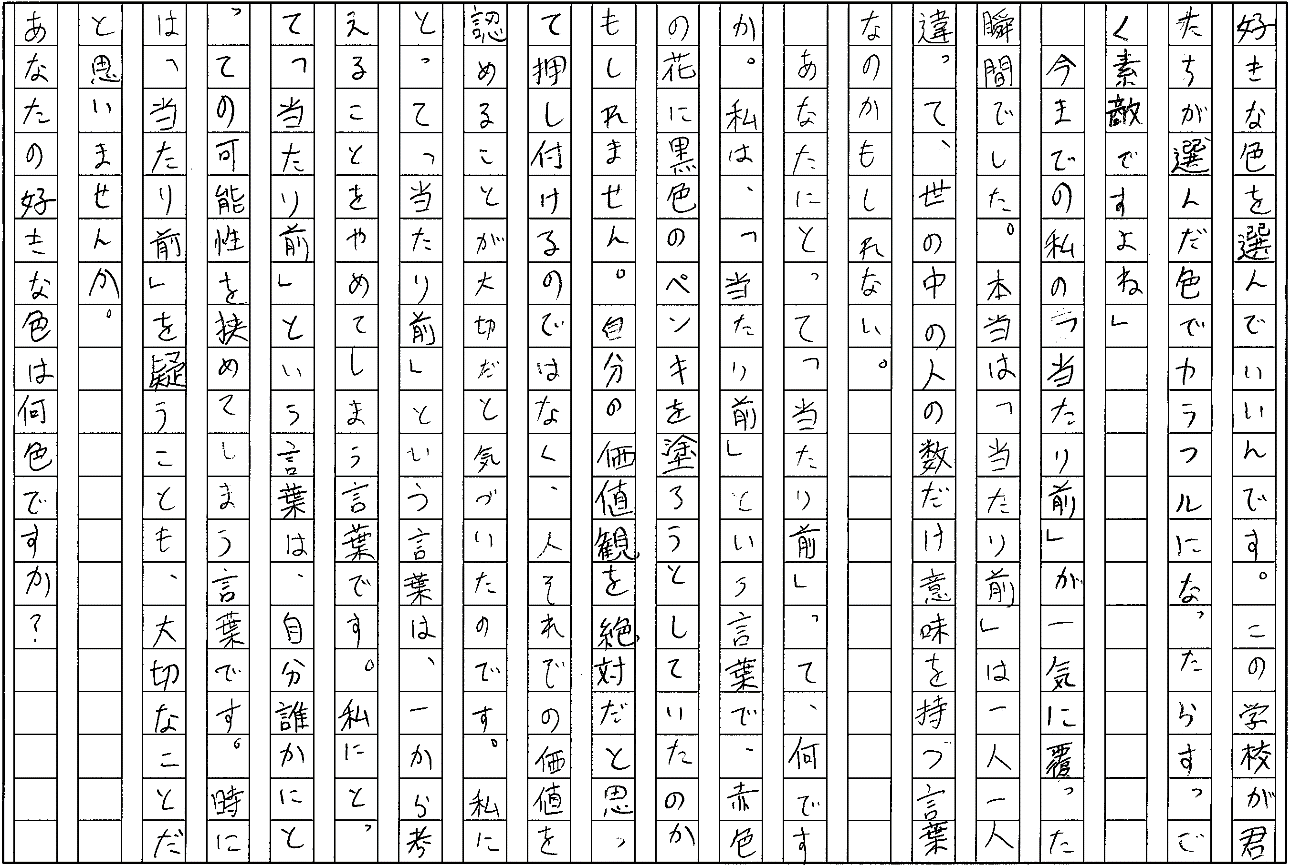 好きな色を選んでいいんです。この学校が君
たちが選んだ色でカラフルになったらすっご
く素敵ですよね」
今までの私の「当たり前」が一気に覆った
瞬間でした。本当は「当たり前」は一人一人
違って、世の中の人の数だけ意味を持つ言葉
なのかもしれない。
あなたにとって「当たり前」って、何です
か。私は、「当たり前」という言葉で、赤色
の花に黒色のペンキを塗ろうとしていたのか
もしれません。自分の価値観を絶対だと思っ
て押し付けるのではなく、人それぞれの価値を
認めることが大切だと気づいたのです。私に
とって「当たり前」という言葉は、一から考
えることをやめてしまう言葉です。私にとっ
て「当たり前」という言葉は、自分誰かにと
っての可能性を狭めてしまう言葉です。時に
は「当たり前」を疑うことも、大切なことだ
と思いませんか。
あなたの好きな色は何色ですか?